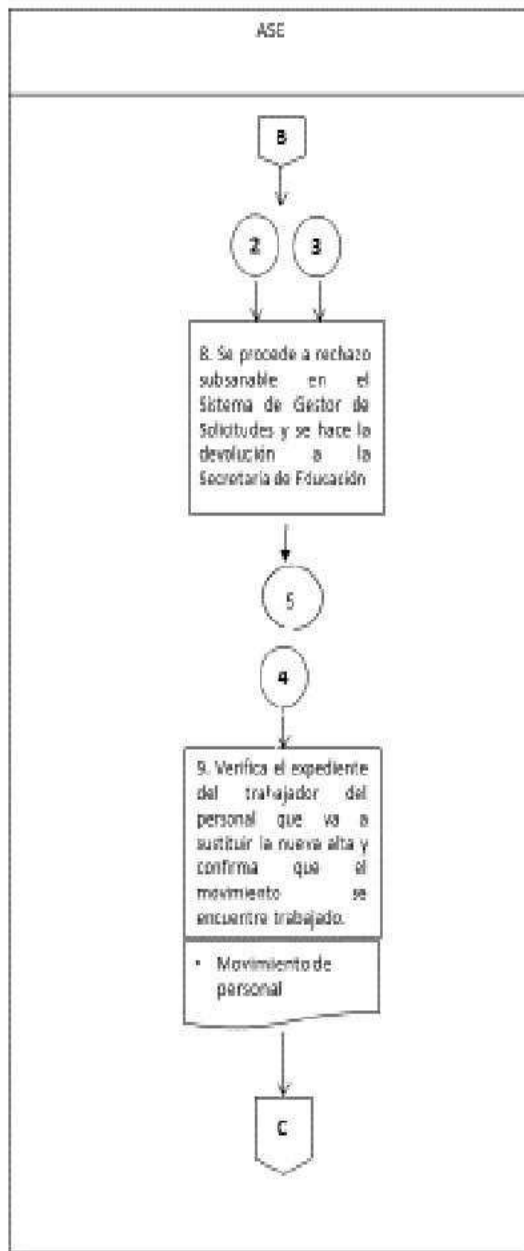 ASE
B
2 3
8. Se procede a rechazo
subsanable en el
Sistema de Gestor de
Solicitudes y se hace la
devolución a la
Secretaría de Educación
5
4
9. Verifica el expediente
del trabajador del
personal que va a
sustituir la nueva alta y
confirma que el
movimiento se
encuentre trabajado.
• Movimiento de
personal
C